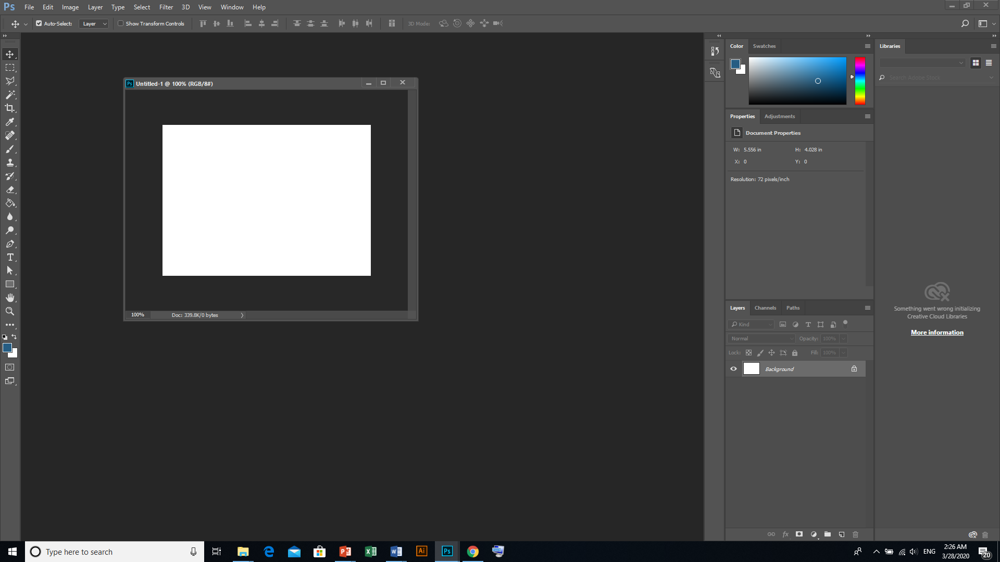 Ps File Edit Image Layer Type Select Filter 3D View Window Help
Auto-Select: Layer Show Transform Controls 3D Mode:
Color Swatches
Libraries
Search Adobe Stock
Ps Untitled-1 @ 100% (RGB/8#)
Properties Adjustments
Document Properties
W: 5.556 in H: 4.028 in
X: 0 Y: 0
Resolution: 72 pixels/inch
100% Doc: 339.8K/0 bytes
Layers Channels Paths
Kind
Normal Opacity: 100%
Lock: Fill: 100%
Background
Something went wrong initializing
Creative Cloud Libraries
More information
fx
Type here to search
Ai
Ps
ENG
2:26 AM
3/28/2020
20